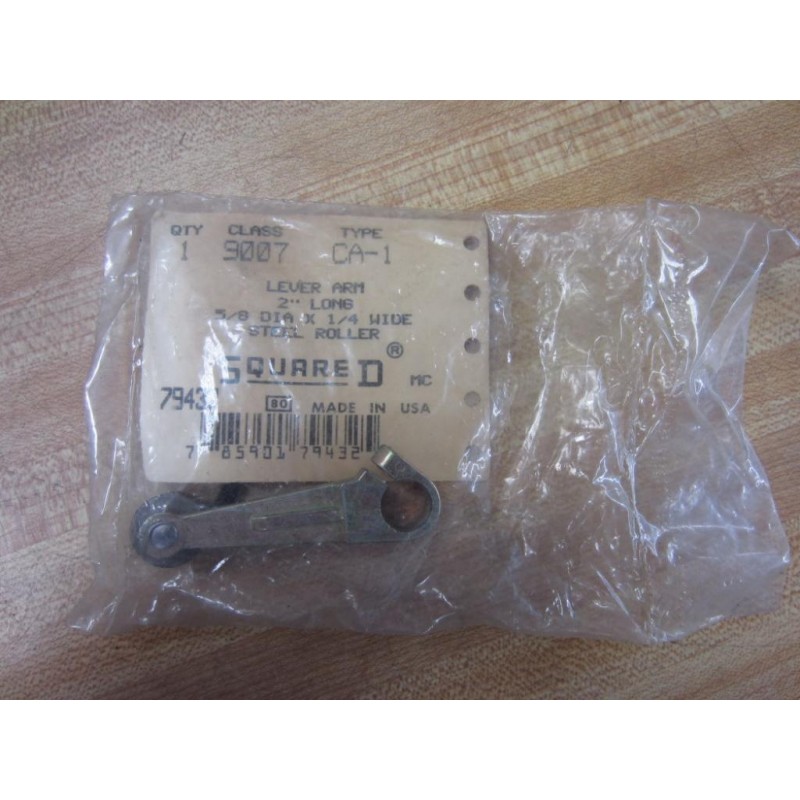 QTY CLASS TYPE
1 9007 CA-1
LEVER ARM
2" LONG
5/8 DIA X 1/4 WIDE
STEEL ROLLER
SQUARE D ® MC
79432 80 MADE IN USA
7 85901 79432